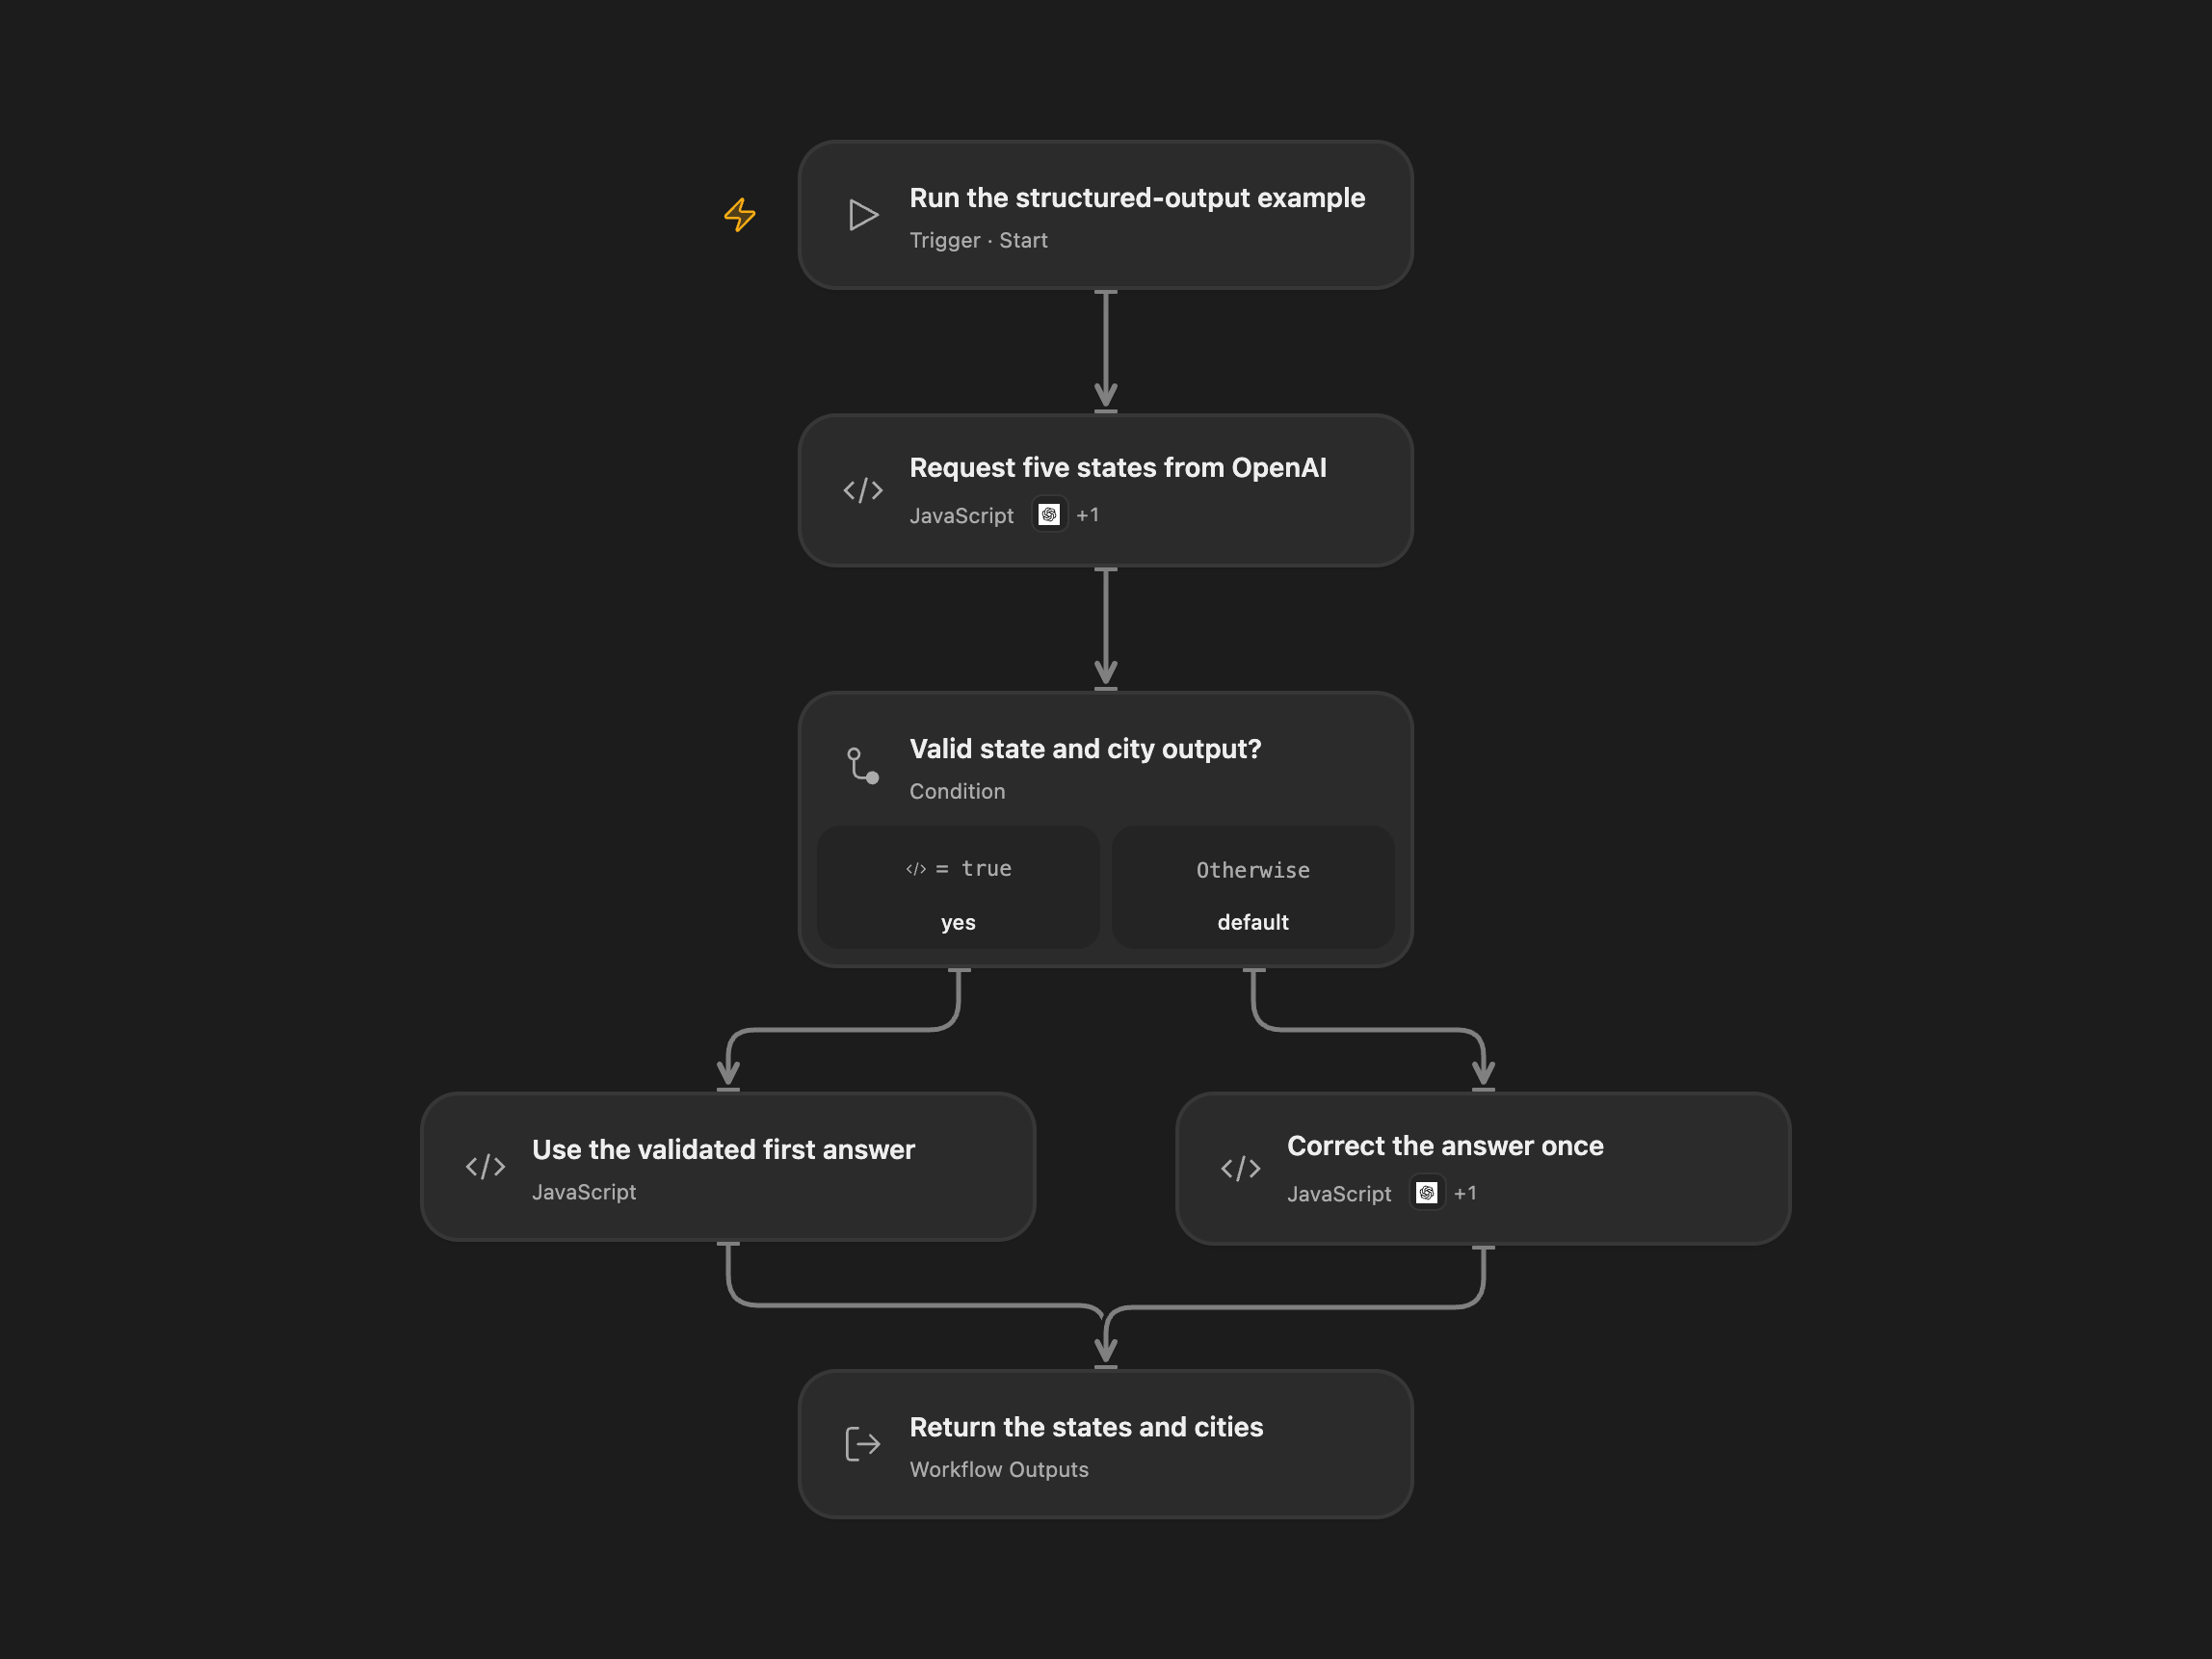 Run the structured-output example
Trigger · Start
Request five states from OpenAI
JavaScript +1
Valid state and city output?
Condition
</> = true
yes
Otherwise
default
Use the validated first answer
JavaScript
Correct the answer once
JavaScript +1
Return the states and cities
Workflow Outputs